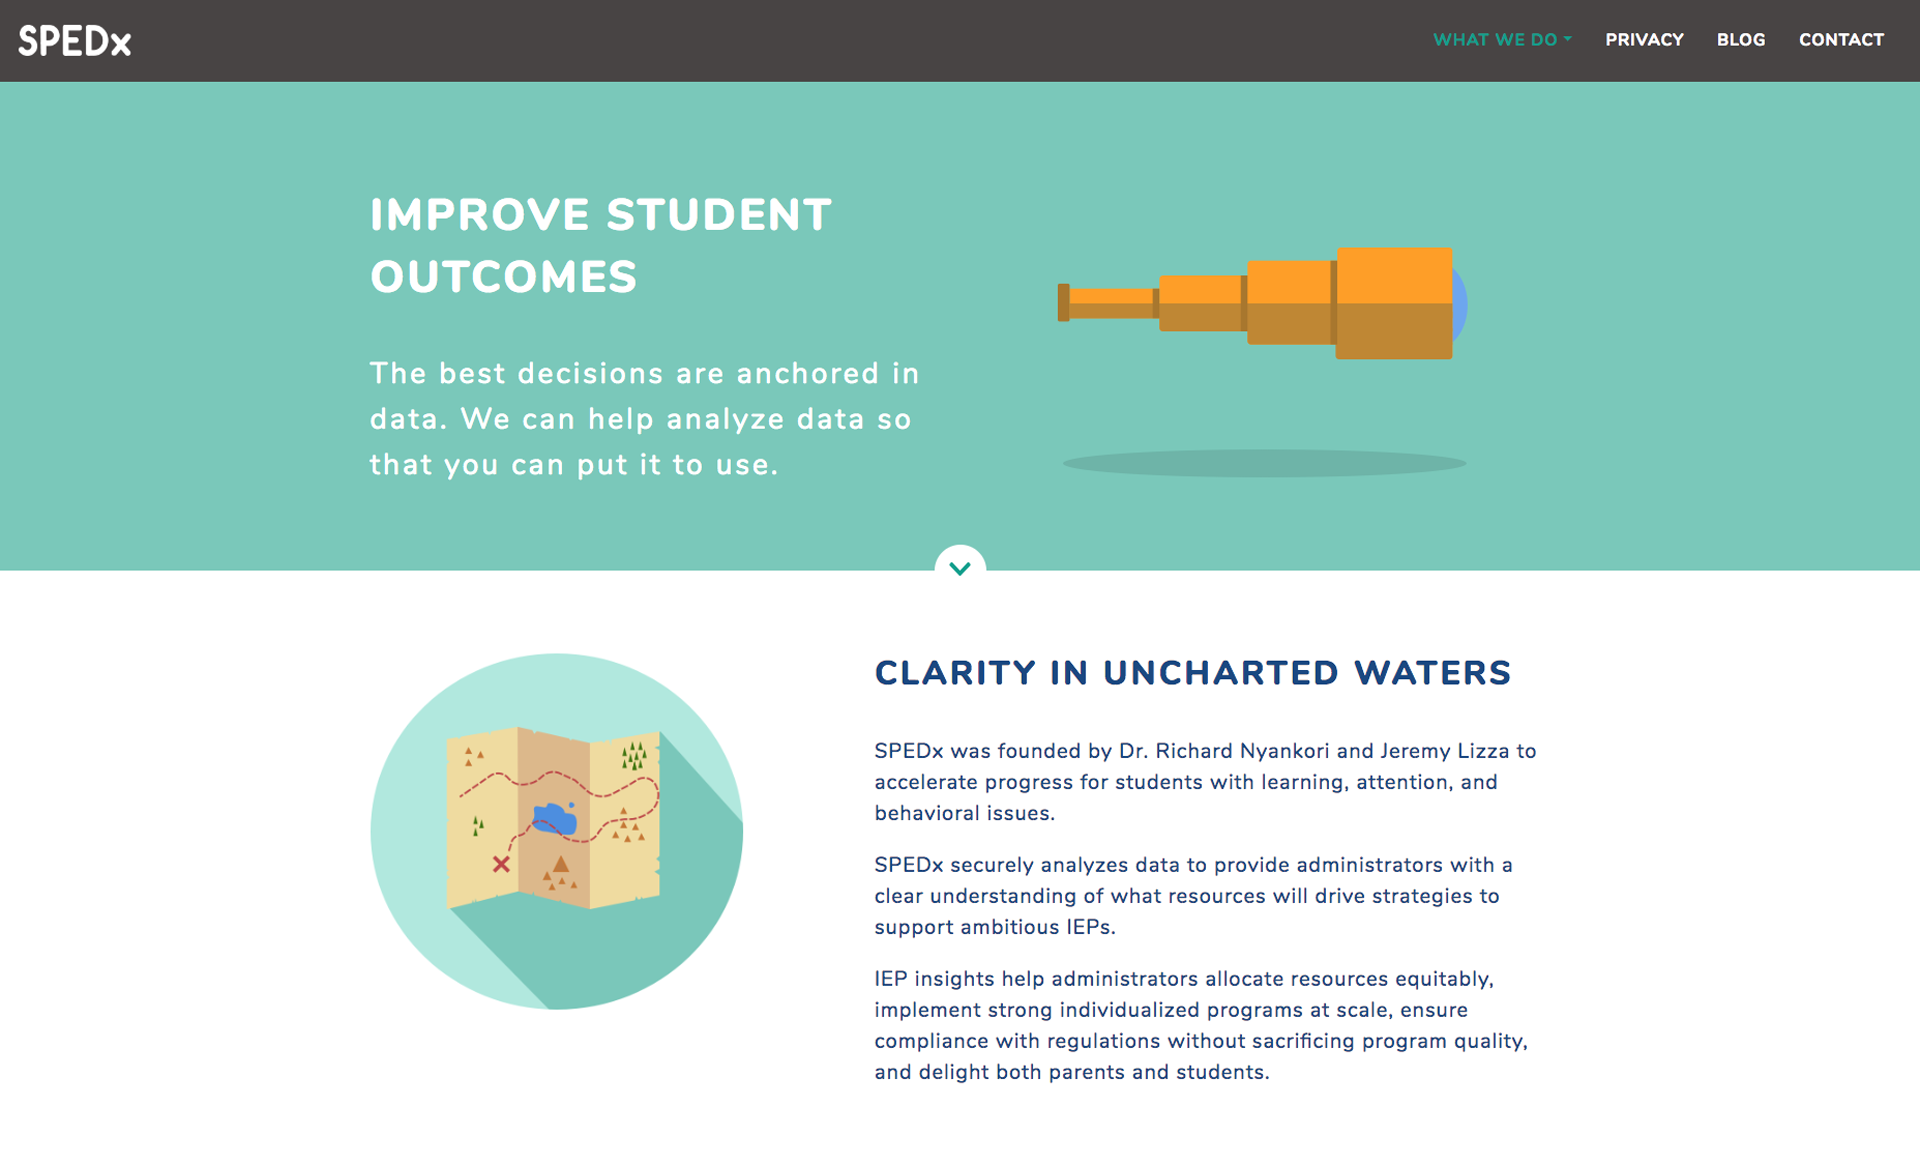 SPEDx
WHAT WE DO
PRIVACY
BLOG
CONTACT
IMPROVE STUDENT
OUTCOMES
The best decisions are anchored in
data. We can help analyze data so
that you can put it to use.
CLARITY IN UNCHARTED WATERS
SPEDx was founded by Dr. Richard Nyankori and Jeremy Lizza to
accelerate progress for students with learning, attention, and
behavioral issues.
SPEDx securely analyzes data to provide administrators with a
clear understanding of what resources will drive strategies to
support ambitious IEPs.
IEP insights help administrators allocate resources equitably,
implement strong individualized programs at scale, ensure
compliance with regulations without sacrificing program quality,
and delight both parents and students.